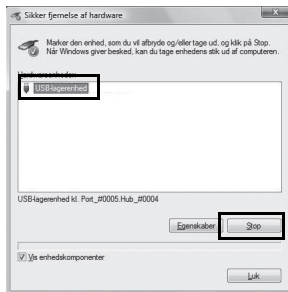 Sikker fjernelse af hardware
Marker den enhed, som du vil afbryde og/eller tage ud, og klik på Stop.
Når Windows giver besked, kan du tage enhedens stik ud af computeren.
Hardwareenheder:
USB-lagerenhed
USB-lagerenhed kl. Port_#0005.Hub_#0004
Egenskaber
Stop
Vis enhedskomponenter
Luk